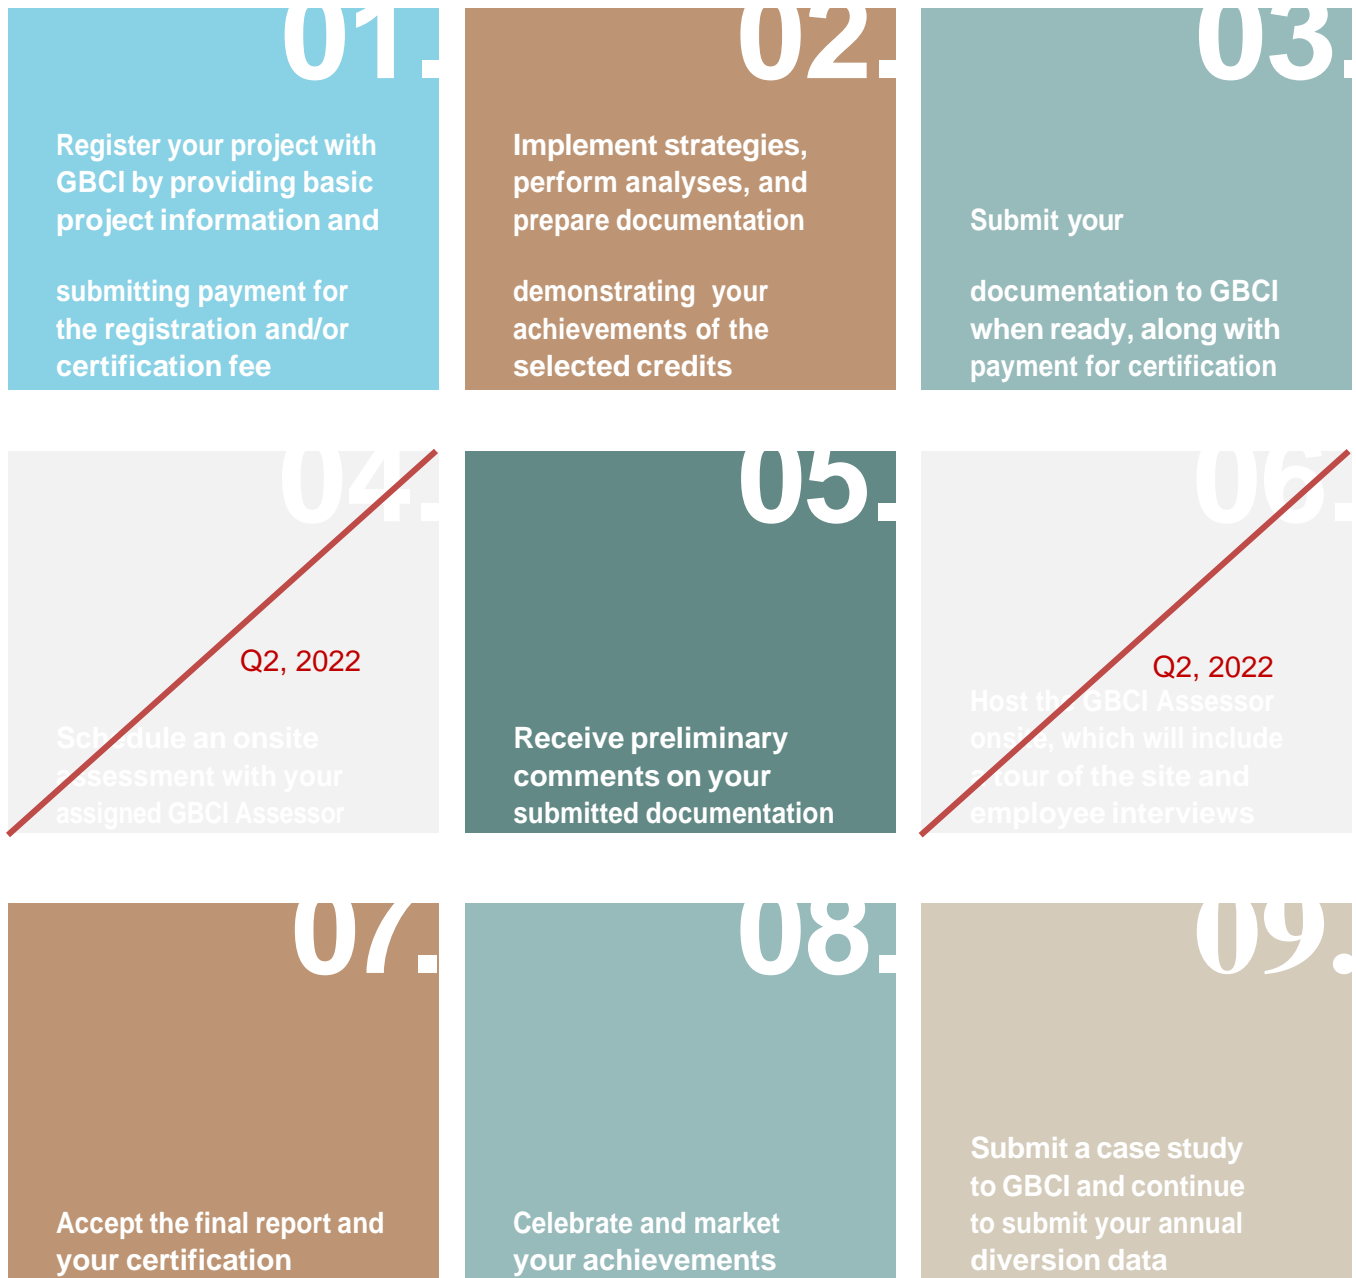 01.
Register your project with
GBCI by providing basic
project information and
submitting payment for
the registration and/or
certification fee
02.
Implement strategies,
perform analyses, and
prepare documentation
demonstrating your
achievements of the
selected credits
03.
Submit your
documentation to GBCI
when ready, along with
payment for certification
04.
Q2, 2022
Schedule an onsite
assessment with your
assigned GBCI Assessor
05.
Receive preliminary
comments on your
submitted documentation
06.
Q2, 2022
Host the GBCI Assessor
onsite, which will include
a tour of the site and
employee interviews
07.
Accept the final report and
your certification
08.
Celebrate and market
your achievements
09.
Submit a case study
to GBCI and continue
to submit your annual
diversion data